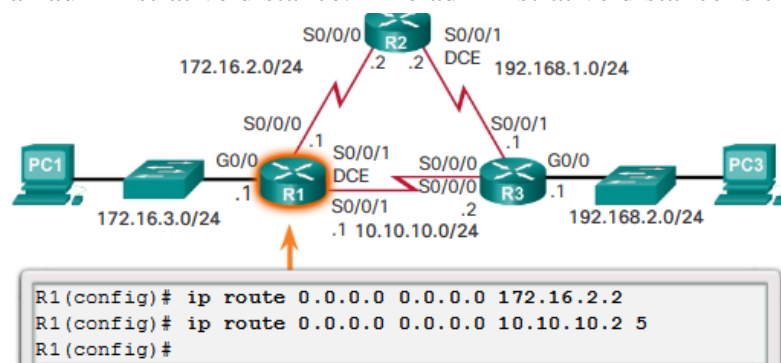 S0/0/0
S0/0/1
R2
.2
.2
DCE
172.16.2.0/24
192.168.1.0/24
S0/0/0
.1
S0/0/1
.1
PC1
G0/0
.1
R1
S0/0/1
DCE
S0/0/0
S0/0/0
.2
R3
G0/0
.1
PC3
172.16.3.0/24
S0/0/1
.1
10.10.10.0/24
192.168.2.0/24
R1(config)# ip route 0.0.0.0 0.0.0.0 172.16.2.2
R1(config)# ip route 0.0.0.0 0.0.0.0 10.10.10.2 5
R1(config)#